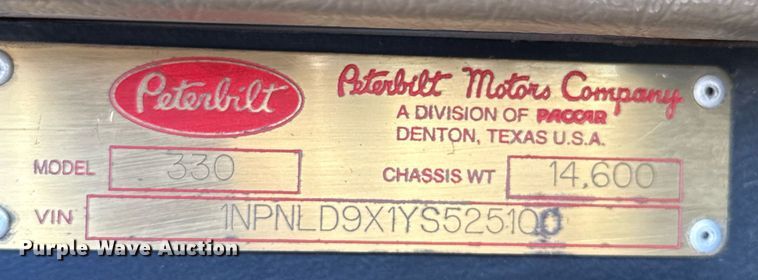 Peterbilt
Peterbilt Motors Company
A DIVISION OF PACCAR
DENTON, TEXAS U.S.A.
MODEL 330 CHASSIS WT 14,600
VIN 1NPNLD9X1YS525100
Purple Wave Auction